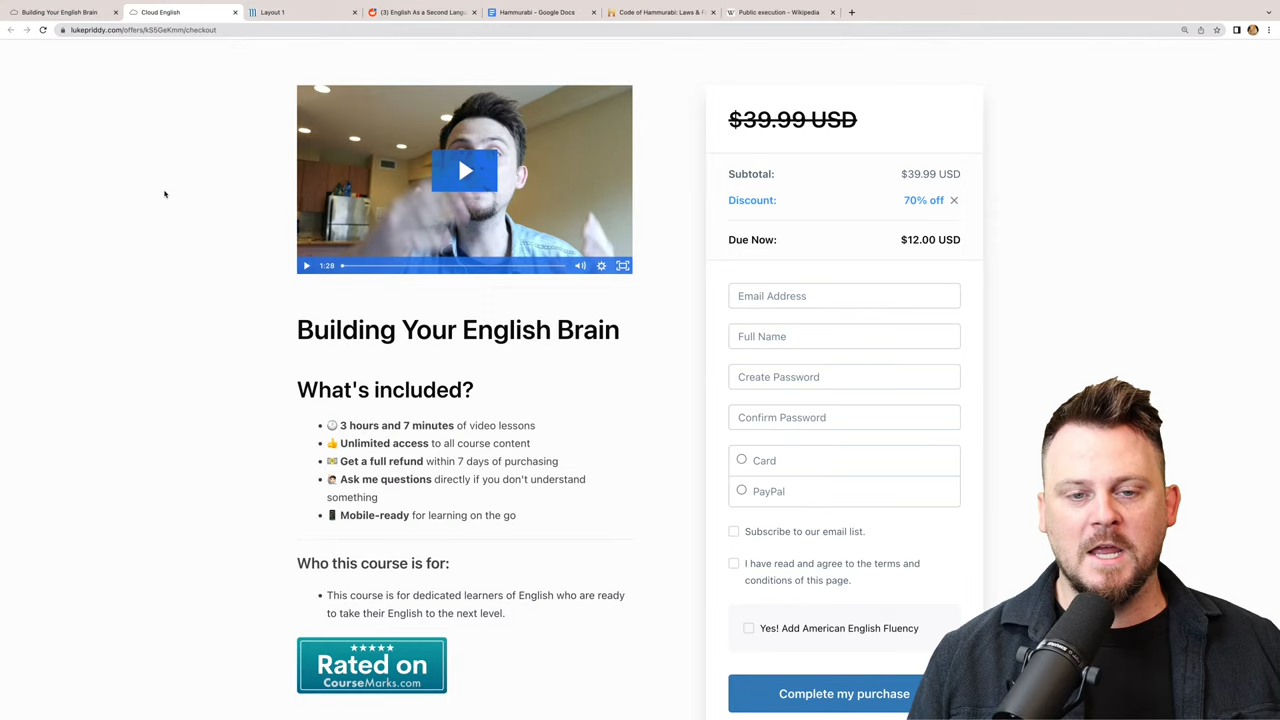 Building Your English Brain
Cloud English
Layout 1
(3) English As a Second Lang
Hammurabi - Google Docs
Code of Hammurabi: Laws &
Public execution - Wikipedia
lukepriddy.com/offers/kS5GeKmm/checkout
1:28
Building Your English Brain
What's included?
3 hours and 7 minutes of video lessons
Unlimited access to all course content
Get a full refund within 7 days of purchasing
Ask me questions directly if you don't understand
something
Mobile-ready for learning on the go
Who this course is for:
This course is for dedicated learners of English who are ready
to take their English to the next level.
Rated on
CourseMarks.com
$39.99 USD
Subtotal: $39.99 USD
Discount: 70% off
Due Now: $12.00 USD
Email Address
Full Name
Create Password
Confirm Password
Card
PayPal
Subscribe to our email list.
I have read and agree to the terms and
conditions of this page.
Yes! Add American English Fluency
Complete my purchase